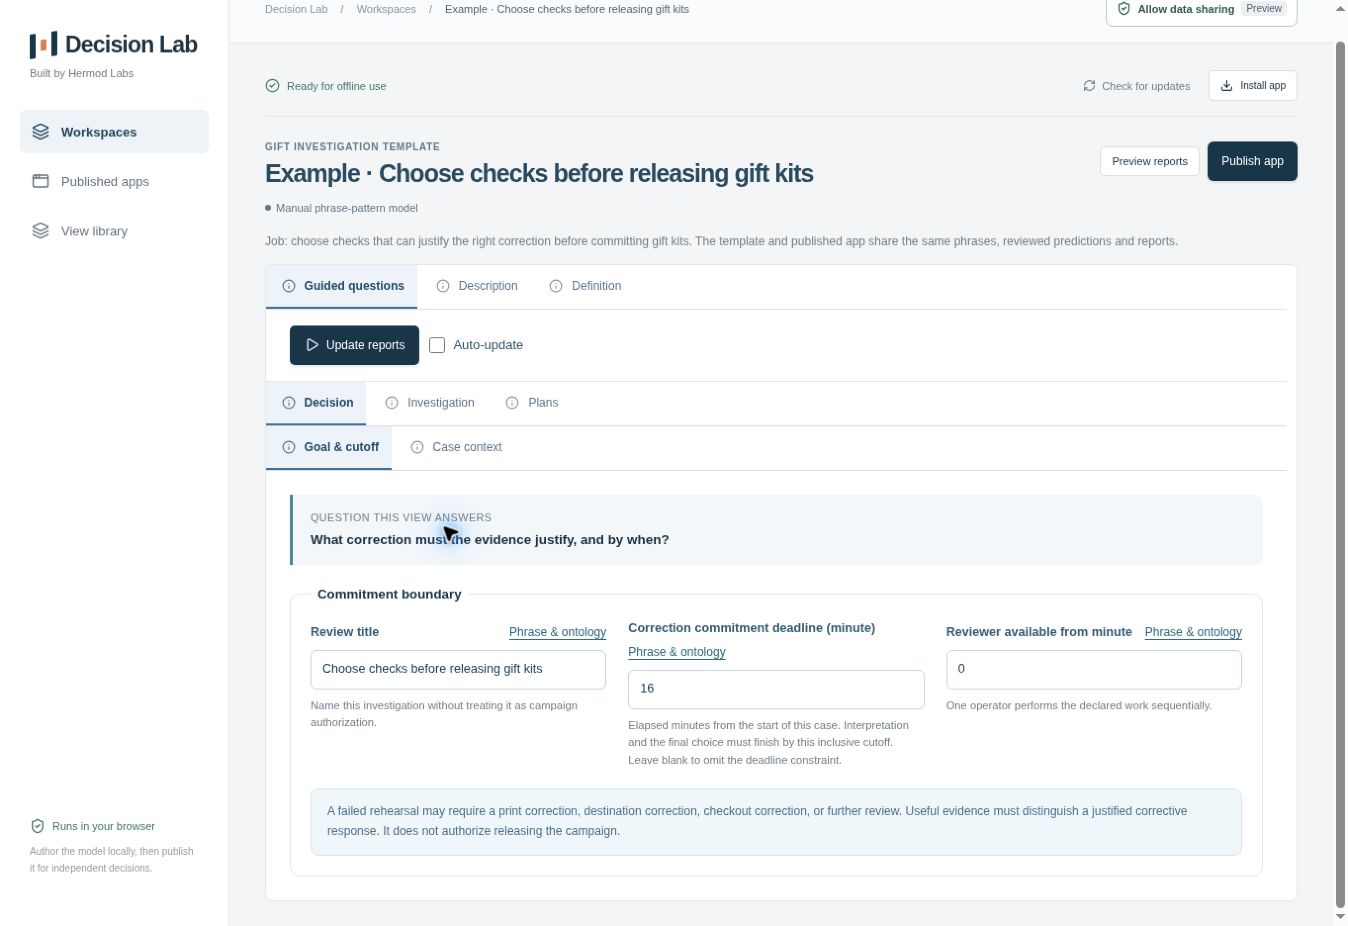 Decision Lab / Workspaces / Example · Choose checks before releasing gift kits
Allow data sharing Preview
Decision Lab
Built by Hermod Labs
Workspaces
Published apps
View library
Ready for offline use
Check for updates
Install app
GIFT INVESTIGATION TEMPLATE
Example · Choose checks before releasing gift kits
Preview reports
Publish app
Manual phrase-pattern model
Job: choose checks that can justify the right correction before committing gift kits. The template and published app share the same phrases, reviewed predictions and reports.
Guided questions
Description
Definition
Update reports
Auto-update
Decision
Investigation
Plans
Goal & cutoff
Case context
QUESTION THIS VIEW ANSWERS
What correction must the evidence justify, and by when?
Commitment boundary
Review title
Phrase & ontology
Choose checks before releasing gift kits
Name this investigation without treating it as campaign
authorization.
Correction commitment deadline (minute)
Phrase & ontology
16
Elapsed minutes from the start of this case. Interpretation
and the final choice must finish by this inclusive cutoff.
Leave blank to omit the deadline constraint.
Reviewer available from minute
Phrase & ontology
0
One operator performs the declared work sequentially.
A failed rehearsal may require a print correction, destination correction, checkout correction, or further review. Useful evidence must distinguish a justified corrective
response. It does not authorize releasing the campaign.
Runs in your browser
Author the model locally, then publish
it for independent decisions.